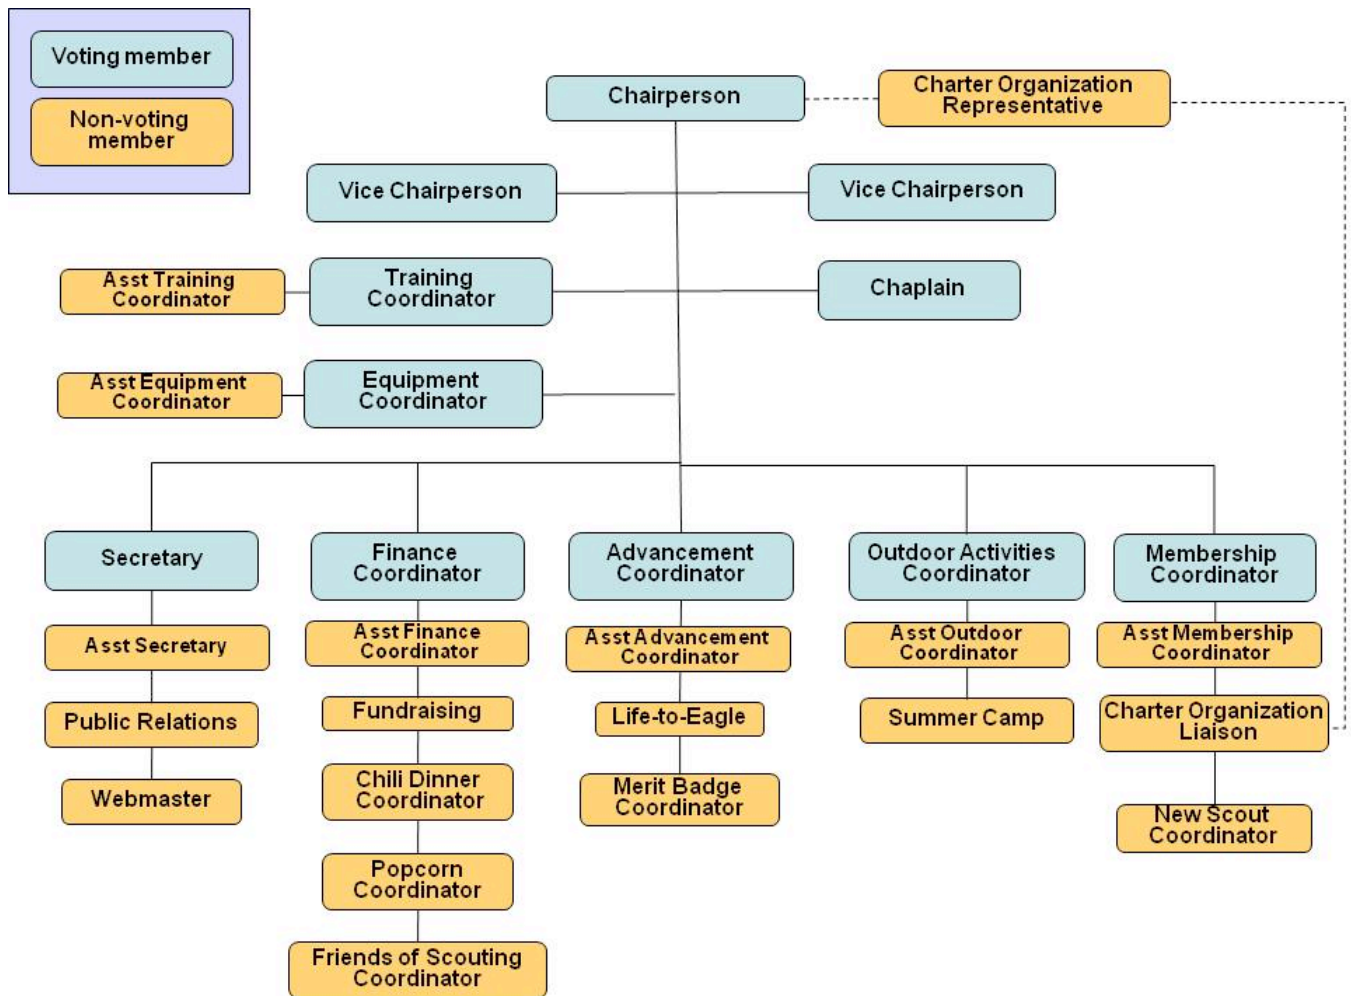 Voting member
Non-voting
member
Chairperson
Charter Organization
Representative
Vice Chairperson
Vice Chairperson
Asst Training
Coordinator
Training
Coordinator
Chaplain
Asst Equipment
Coordinator
Equipment
Coordinator
Secretary
Finance
Coordinator
Advancement
Coordinator
Outdoor Activities
Coordinator
Membership
Coordinator
Asst Secretary
Asst Finance
Coordinator
Asst Advancement
Coordinator
Asst Outdoor
Coordinator
Asst Membership
Coordinator
Public Relations
Fundraising
Life-to-Eagle
Summer Camp
Charter Organization
Liaison
Webmaster
Chili Dinner
Coordinator
Merit Badge
Coordinator
New Scout
Coordinator
Popcorn
Coordinator
Friends of Scouting
Coordinator